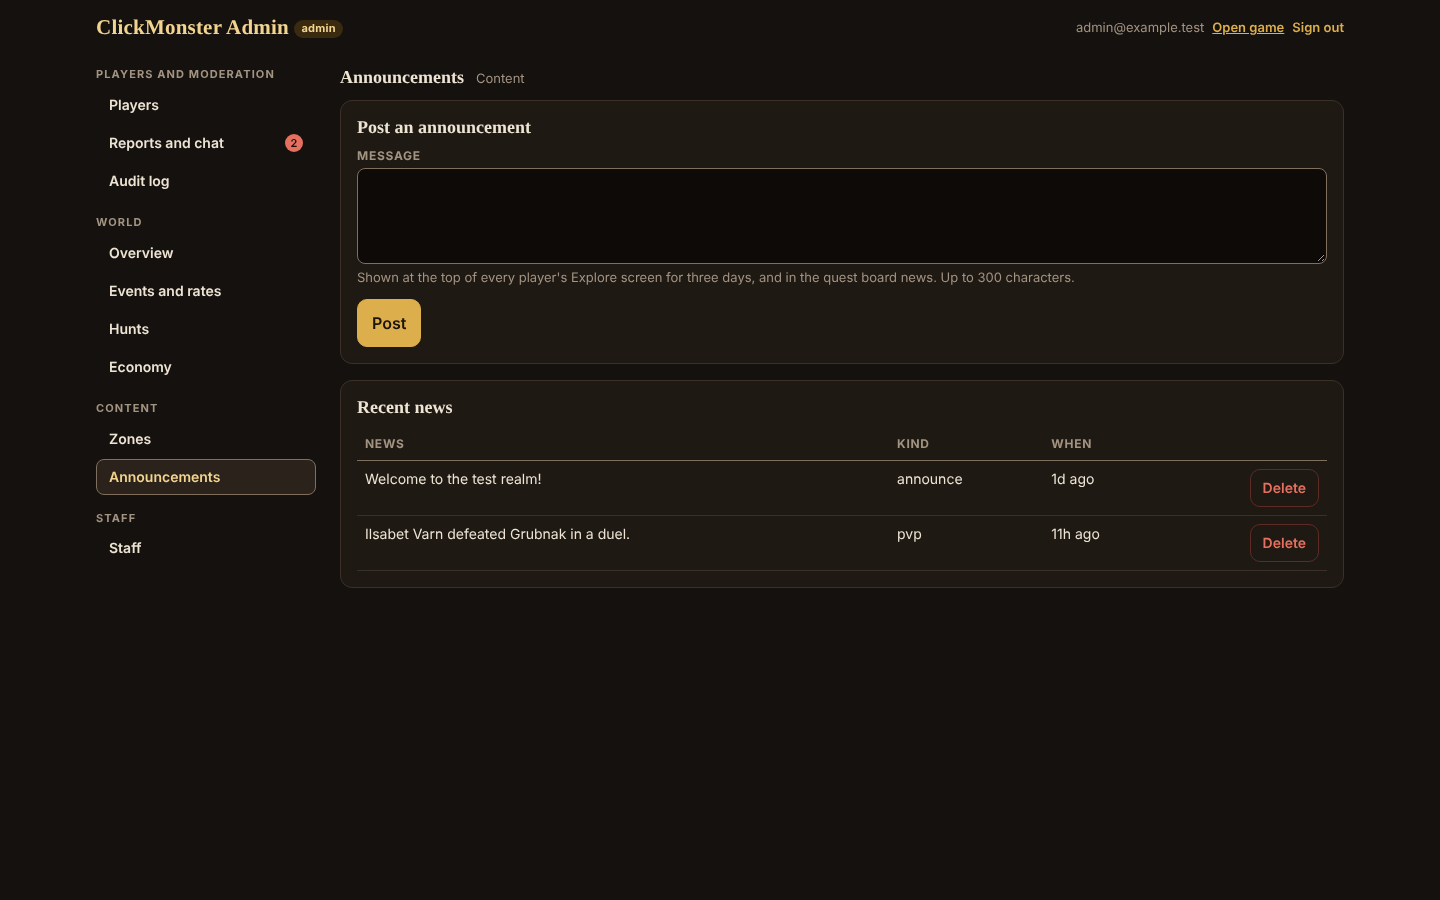 ClickMonster Admin admin
admin@example.test Open game Sign out
PLAYERS AND MODERATION
Players
Reports and chat 2
Audit log
WORLD
Overview
Events and rates
Hunts
Economy
CONTENT
Zones
Announcements
STAFF
Staff
Announcements Content
Post an announcement
MESSAGE
Shown at the top of every player's Explore screen for three days, and in the quest board news. Up to 300 characters.
Post
Recent news
NEWS KIND WHEN
Welcome to the test realm! announce 1d ago Delete
Ilsabet Varn defeated Grubnak in a duel. pvp 11h ago Delete